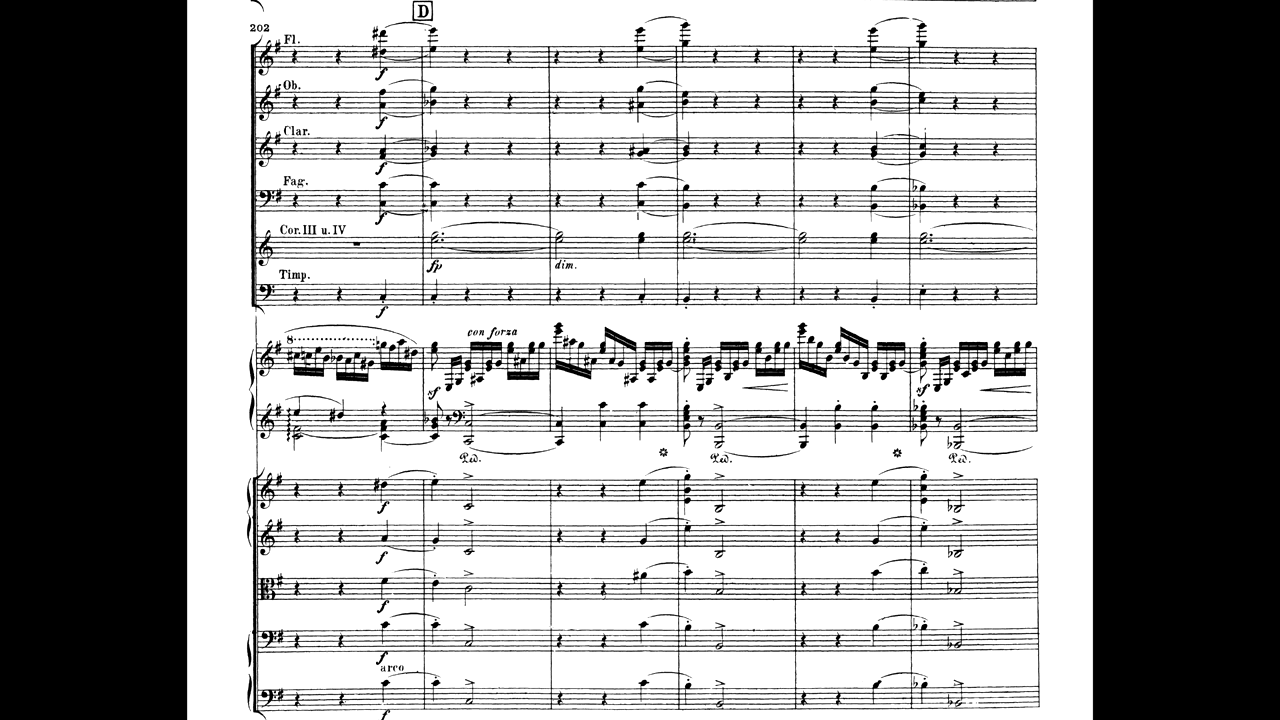 D
202
Fl.
f
Ob.
f
Clar.
f
Fag.
f
Cor. III u. IV
fp dim.
Timp.
f
8
con forza
sf sf
Ped. Ped. Ped.
f
f
f
f
arco
f